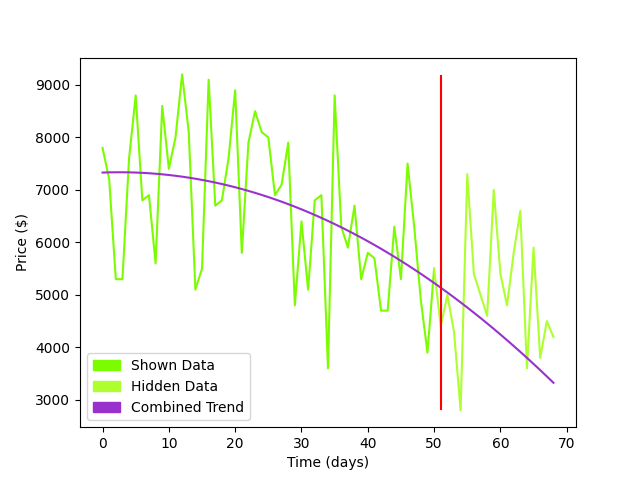 9000
8000
7000
6000
5000
4000
3000
Price ($)
Shown Data
Hidden Data
Combined Trend
0 10 20 30 40 50 60 70
Time (days)